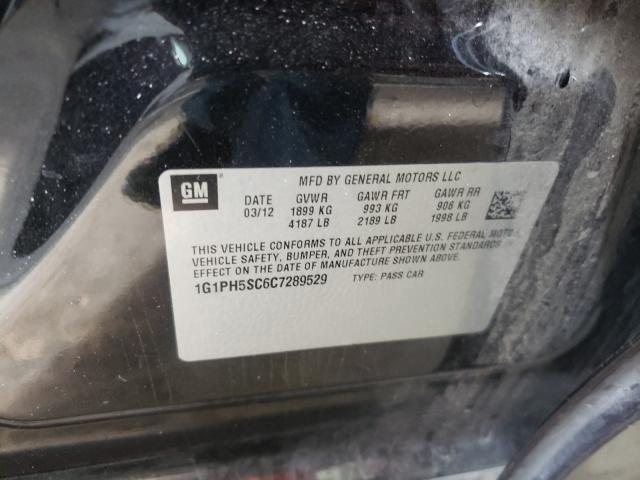 GM
MFD BY GENERAL MOTORS LLC
DATE GVWR GAWR FRT GAWR RR
03/12 1899 KG 993 KG 906 KG
4187 LB 2189 LB 1998 LB
THIS VEHICLE CONFORMS TO ALL APPLICABLE U.S. FEDERAL MOTOR
VEHICLE SAFETY, BUMPER, AND THEFT PREVENTION STANDARDS
EFFECT ON THE DATE OF MANUFACTURE SHOWN ABOVE.
1G1PH5SC6C7289529 TYPE: PASS CAR